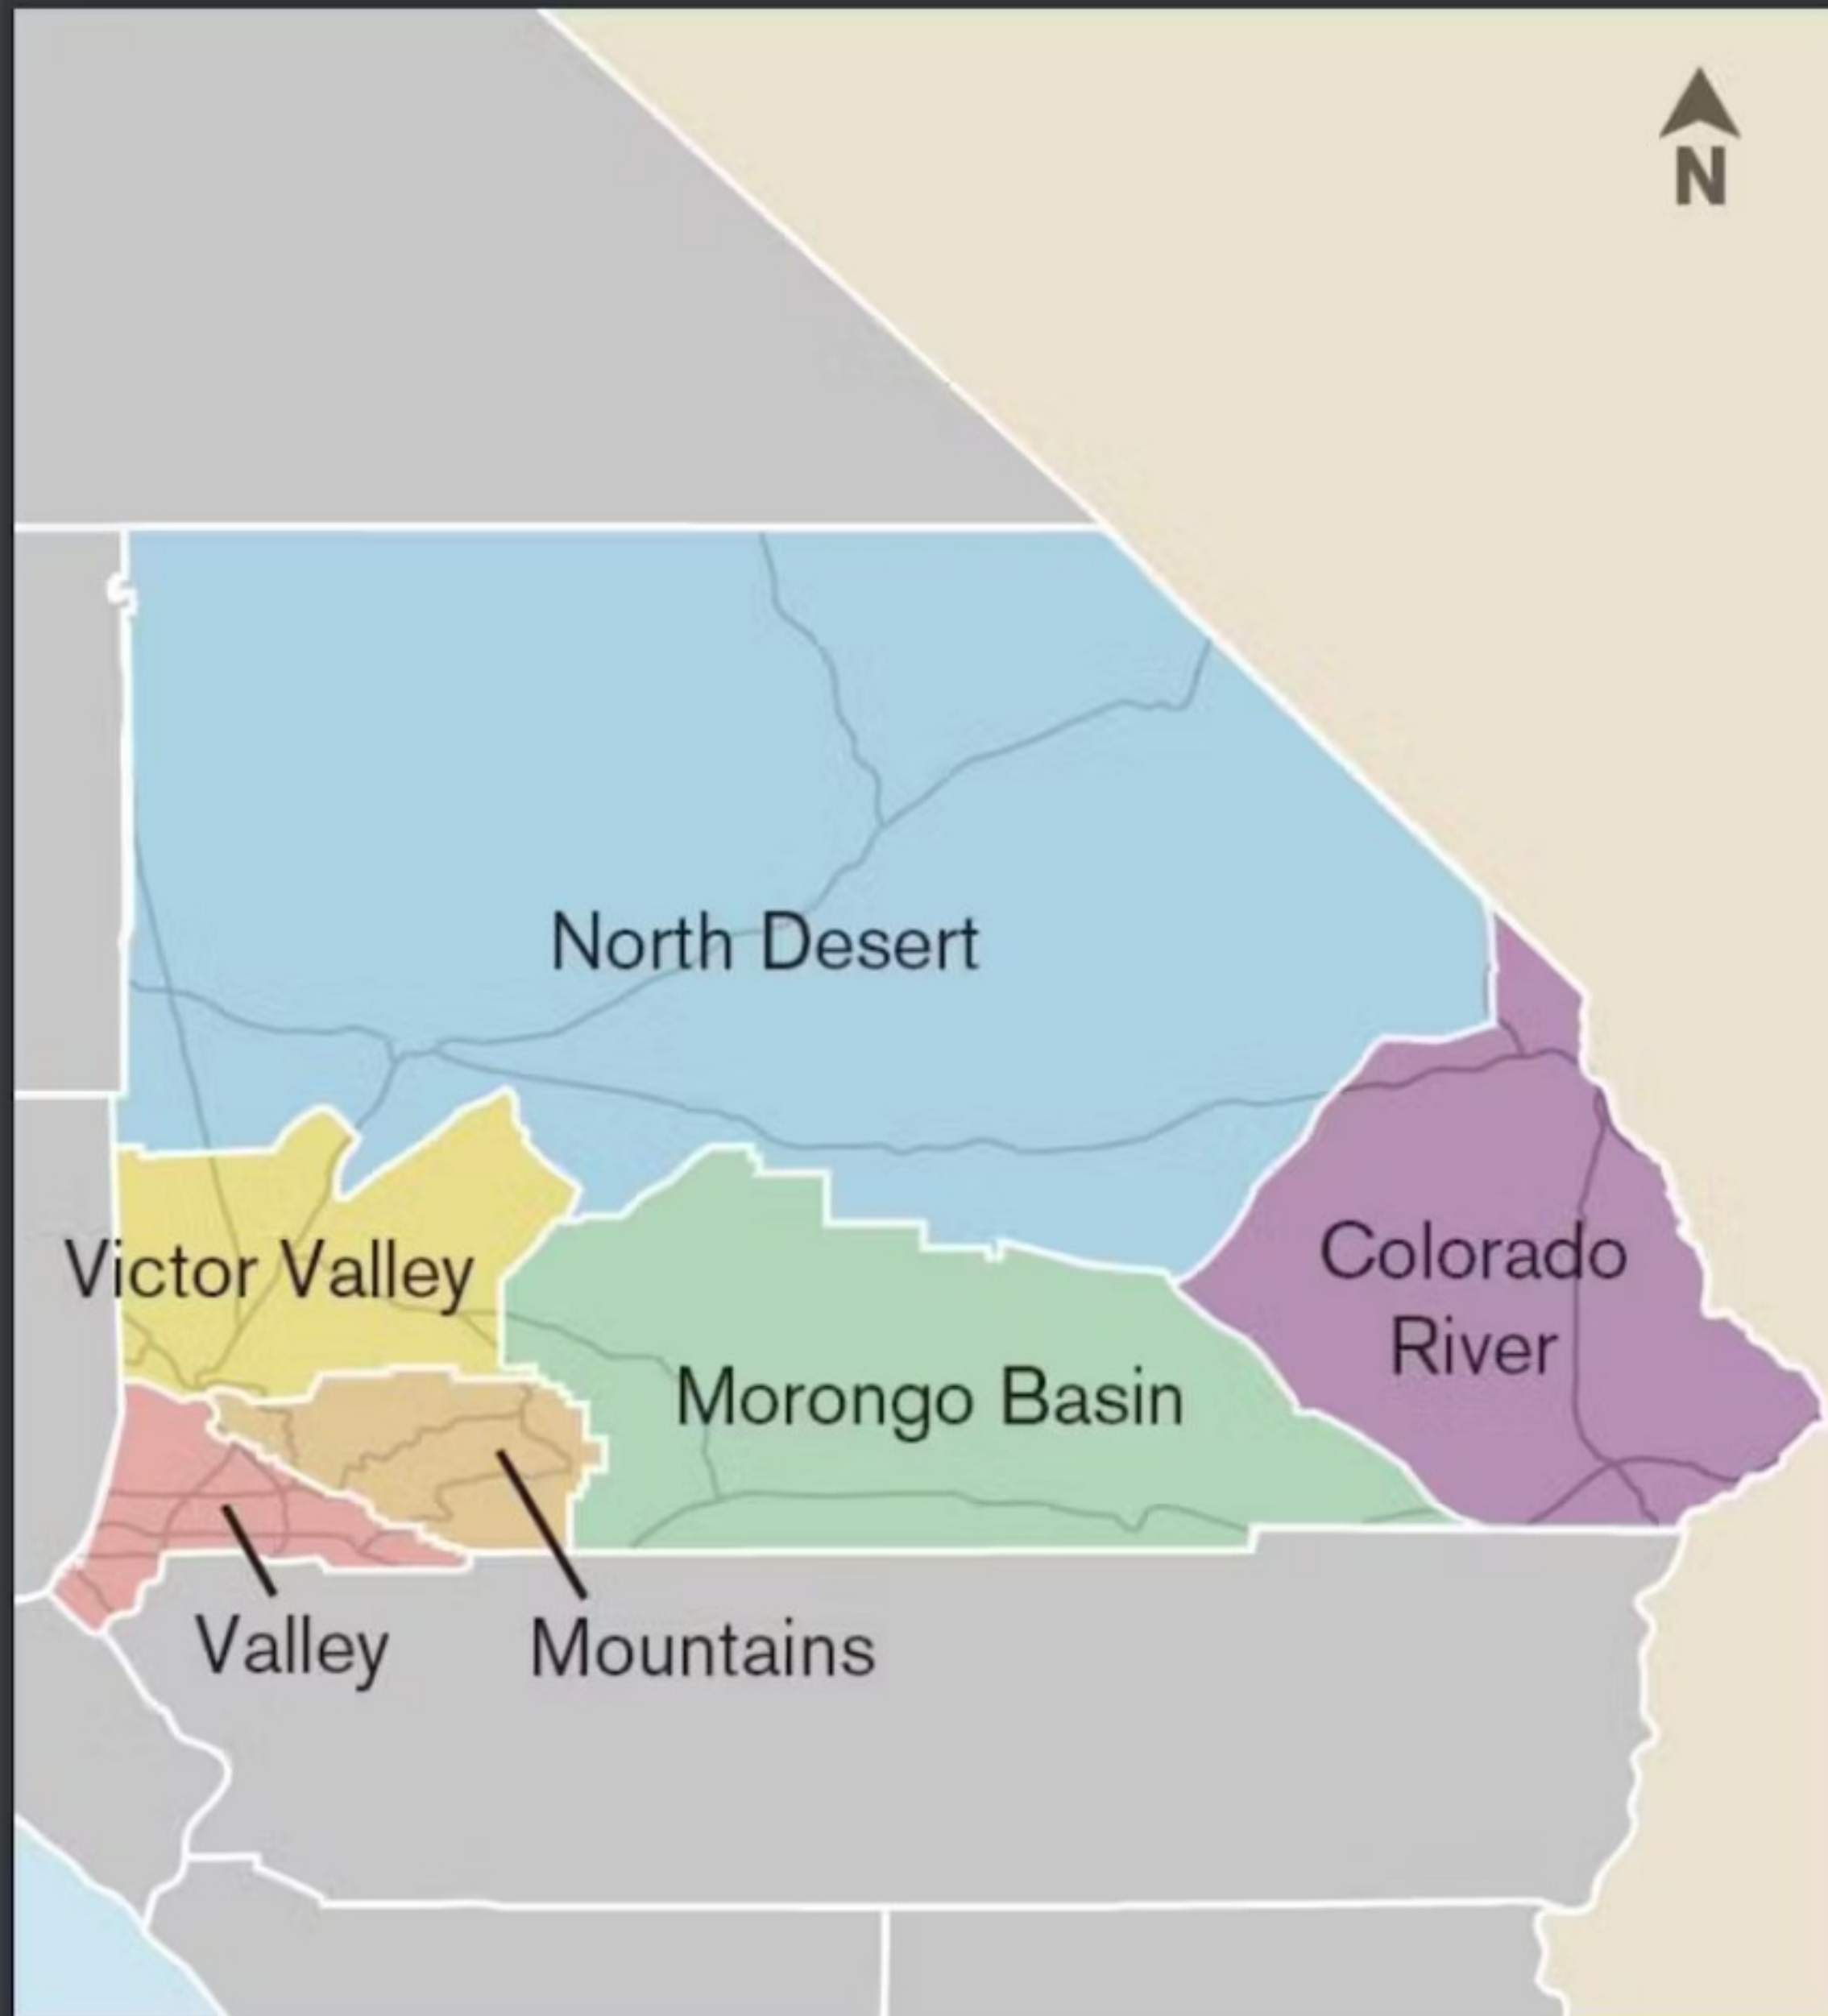 N
North Desert
Victor Valley
Colorado
River
Morongo Basin
Valley
Mountains